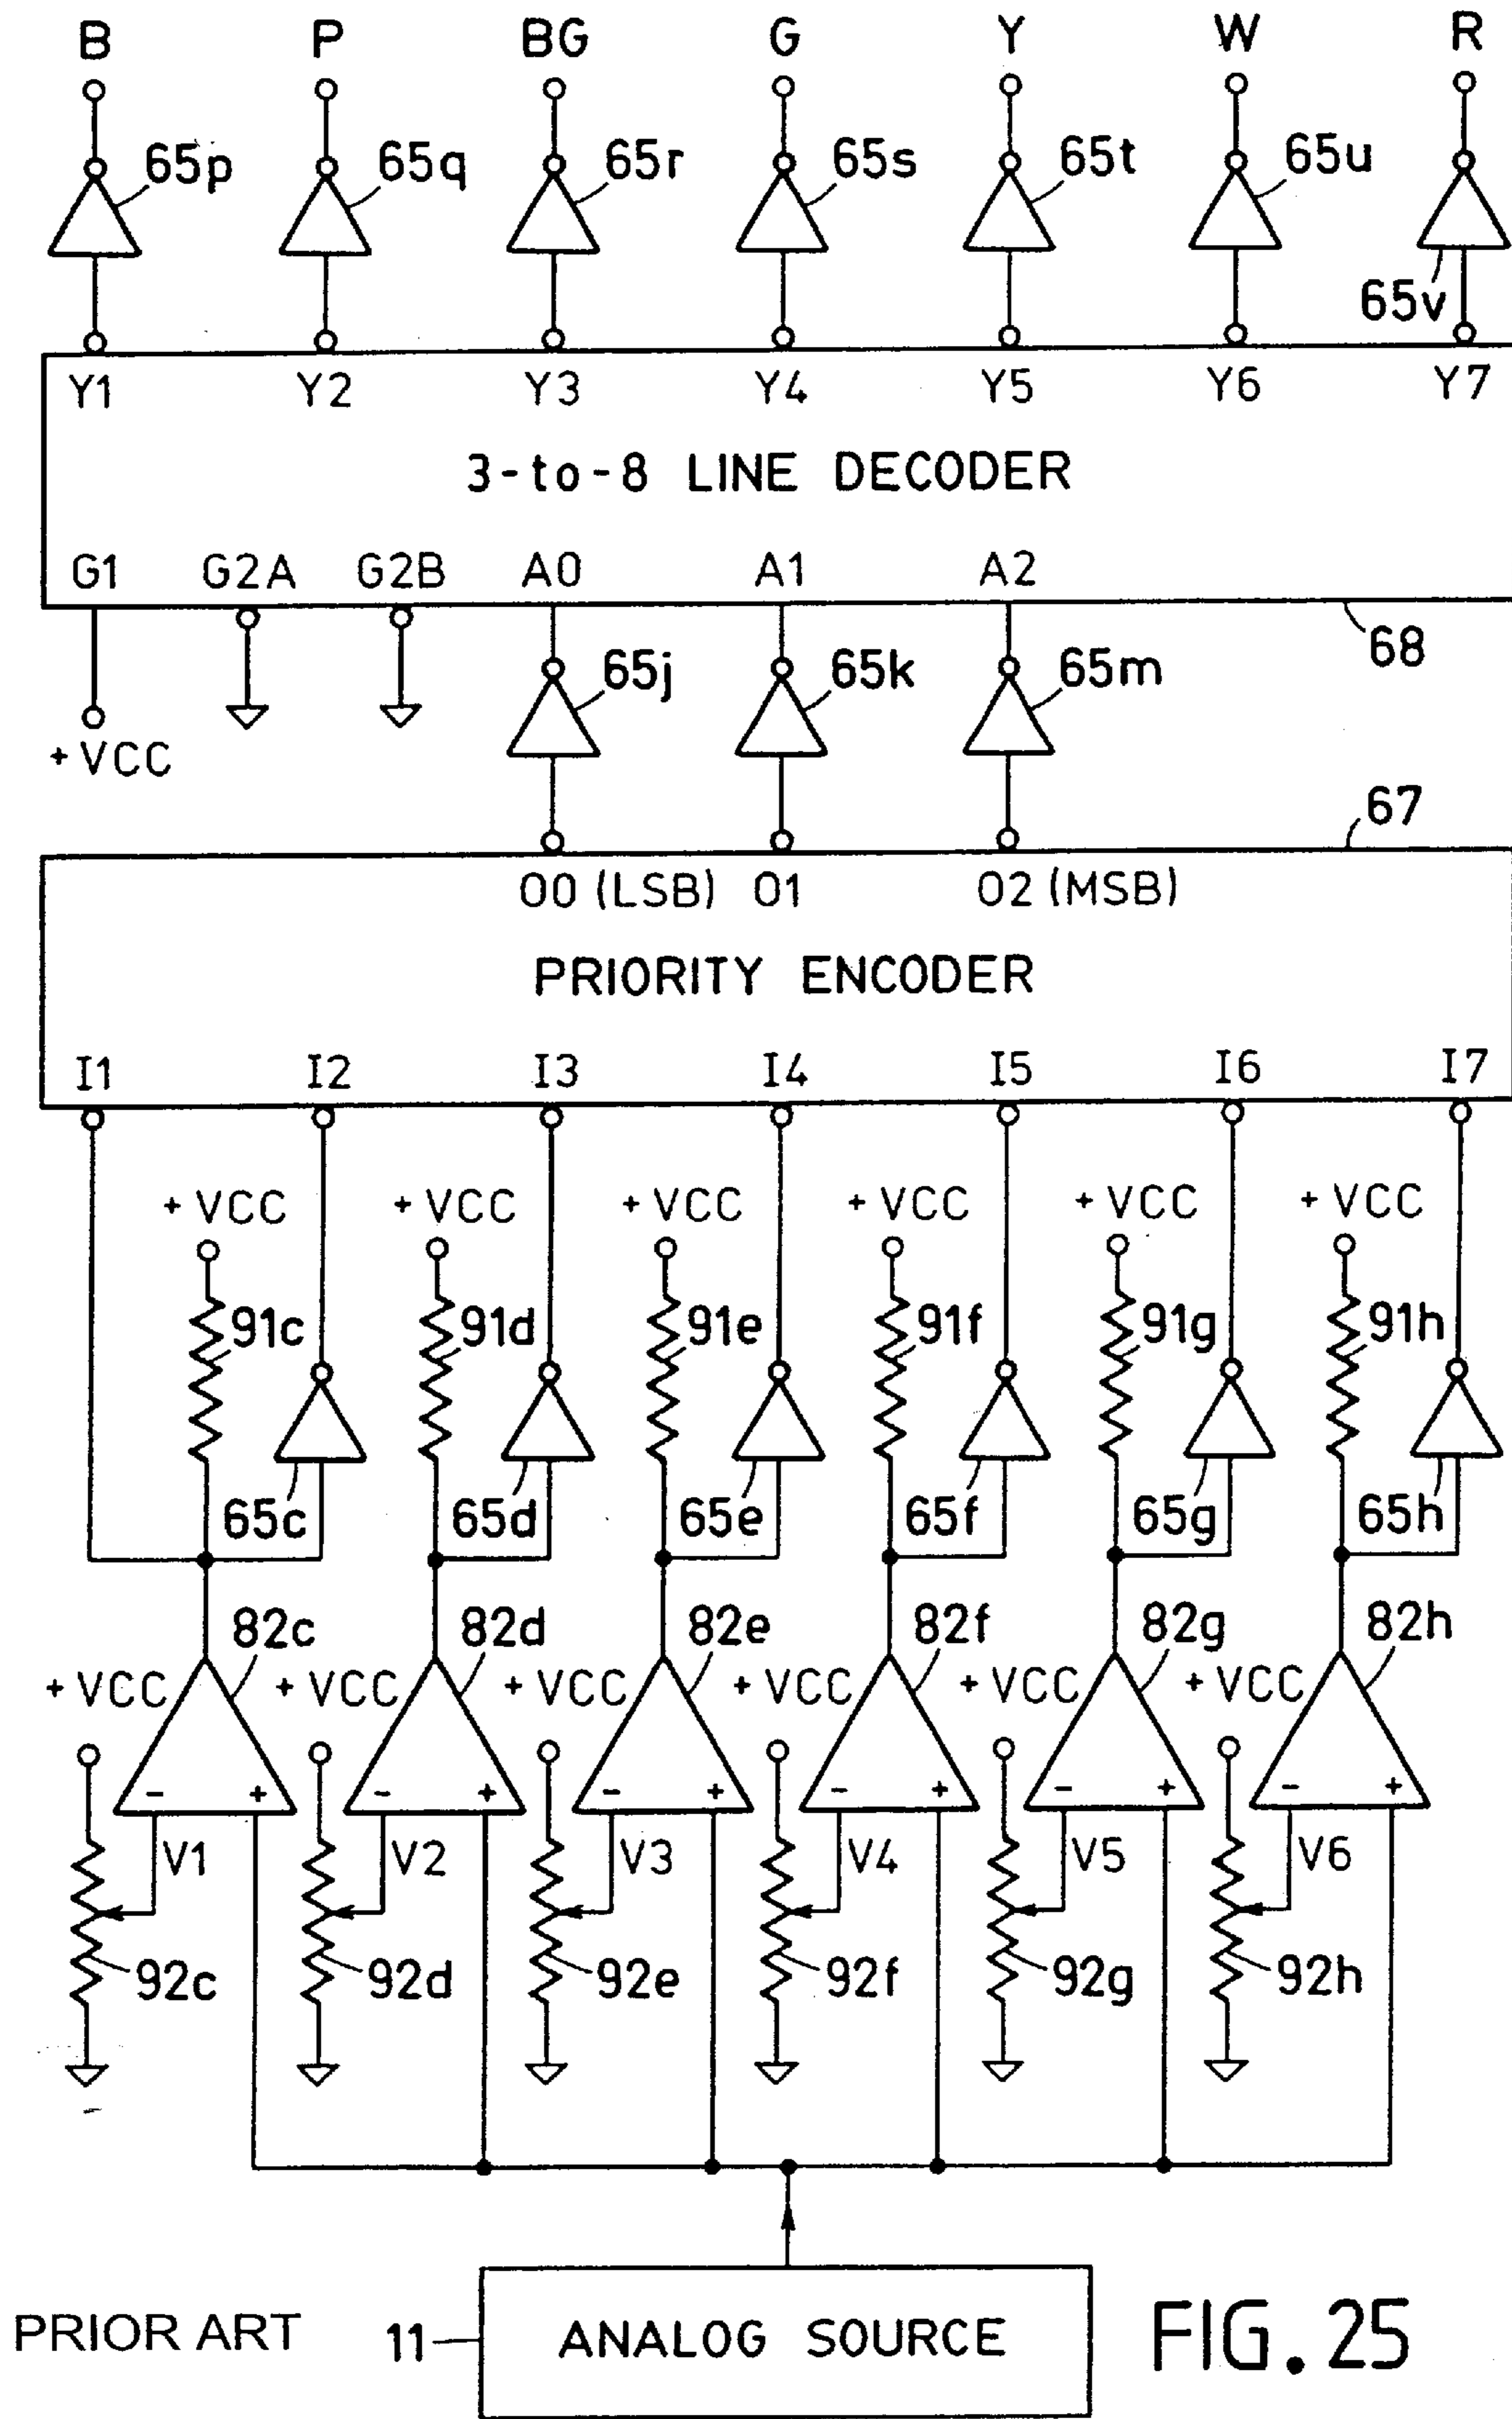 B P BG G Y W R
65p 65q 65r 65s 65t 65u
65v
Y1 Y2 Y3 Y4 Y5 Y6 Y7
3-to-8 LINE DECODER
G1 G2A G2B A0 A1 A2
68
65j 65k 65m
+VCC
67
O0 (LSB) O1 O2 (MSB)
PRIORITY ENCODER
I1 I2 I3 I4 I5 I6 I7
+VCC +VCC +VCC +VCC +VCC +VCC
91c 91d 91e 91f 91g 91h
65c 65d 65e 65f 65g 65h
82c 82d 82e 82f 82g 82h
+VCC +VCC +VCC +VCC +VCC +VCC
- + - + - + - + - + - +
V1 V2 V3 V4 V5 V6
92c 92d 92e 92f 92g 92h
PRIOR ART 11 ANALOG SOURCE FIG. 25